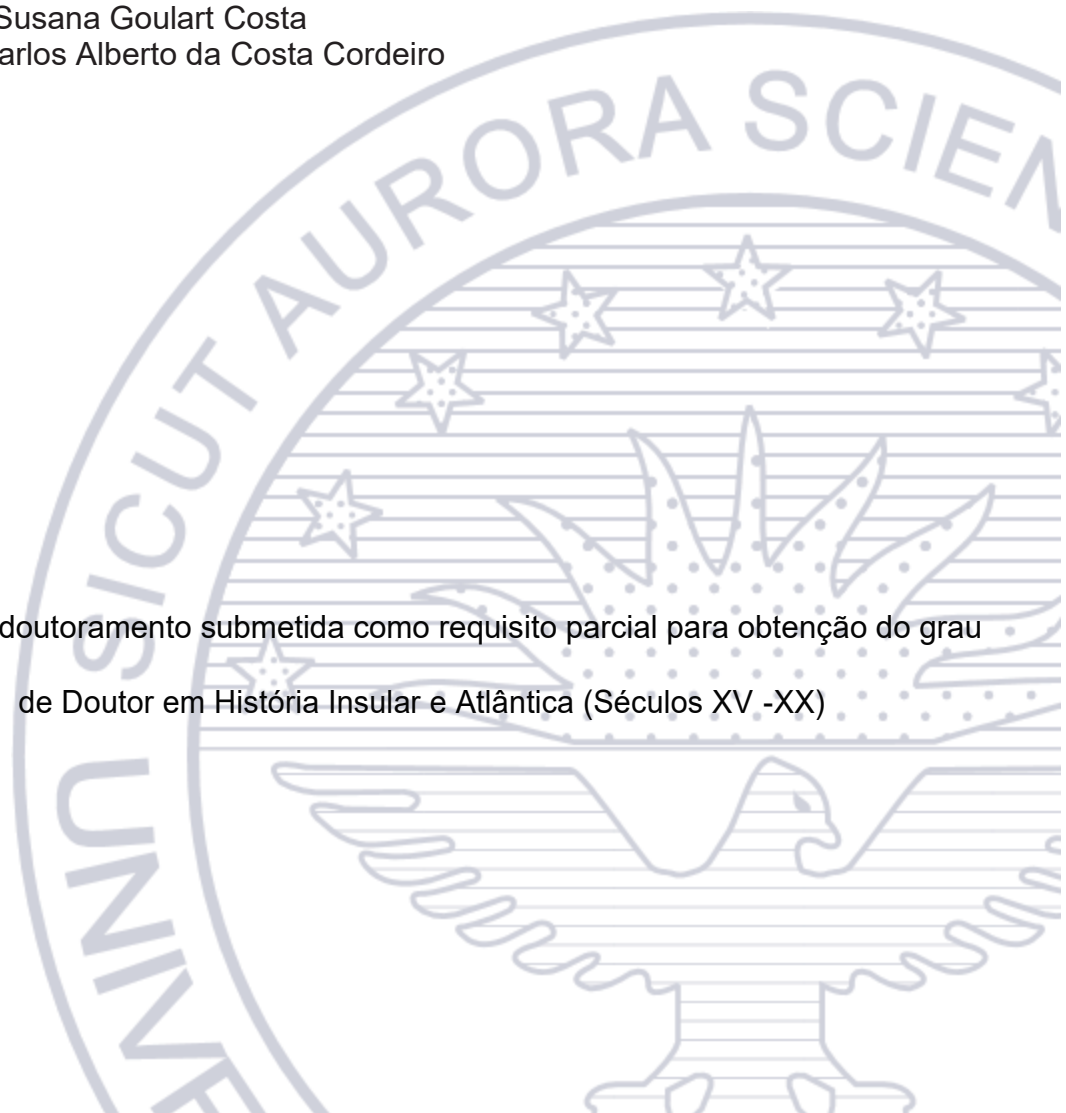 Susana Goulart Costa
arlos Alberto da Costa Cordeiro
doutoramento submetida como requisito parcial para obtenção do grau
de Doutor em História Insular e Atlântica (Séculos XV -XX)
SICUT AURORA SCIEN
UNIVE